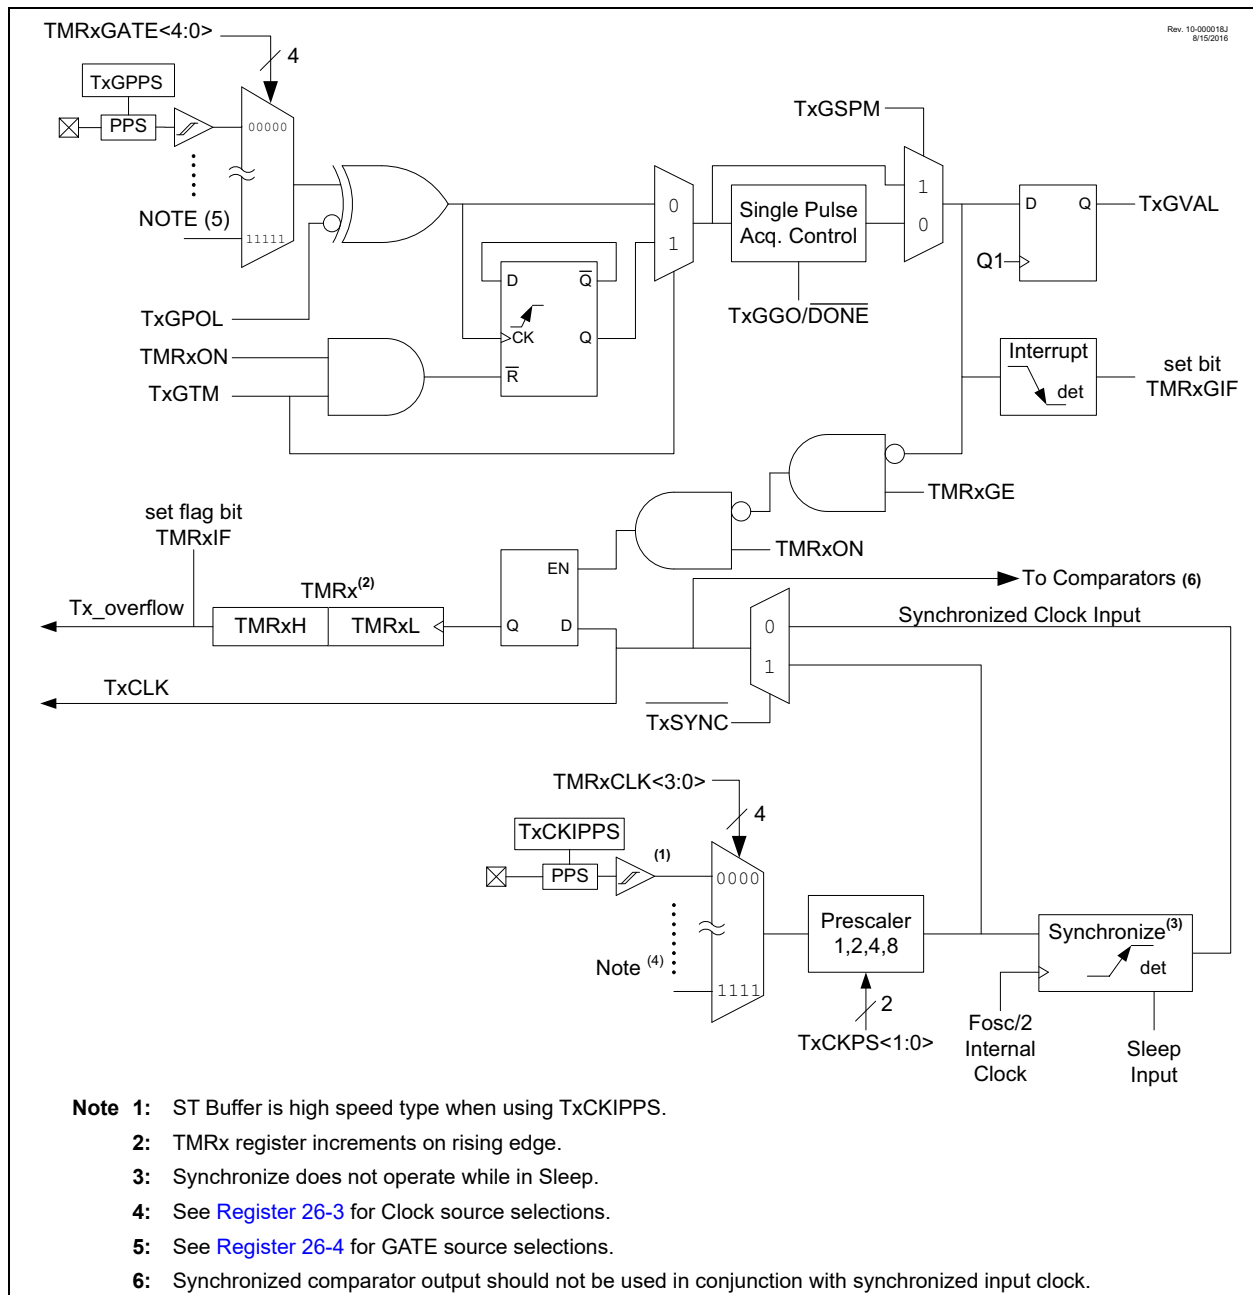 TMRxGATE<4:0>
Rev. 10-000018J
8/15/2016
4
TxGPPS
PPS
00000
NOTE (5)
11111
TxGPOL
TMRxON
TxGTM
D
Q
CK
Q
R
0
1
Single Pulse
Acq. Control
TxGGO/DONE
TxGSPM
1
0
D
Q
Q1
TxGVAL
Interrupt
det
set bit
TMRxGIF
TMRxGE
TMRxON
set flag bit
TMRxIF
Tx_overflow
TMRx(2)
TMRxH
TMRxL
EN
Q
D
To Comparators (6)
Synchronized Clock Input
0
1
TxCLK
TxSYNC
TMRxCLK<3:0>
4
TxCKIPPS
PPS
(1)
0000
Note (4)
1111
Prescaler
1,2,4,8
2
TxCKPS<1:0>
Synchronize(3)
det
Fosc/2
Internal
Clock
Sleep
Input
Note 1: ST Buffer is high speed type when using TxCKIPPS.
2: TMRx register increments on rising edge.
3: Synchronize does not operate while in Sleep.
4: See Register 26-3 for Clock source selections.
5: See Register 26-4 for GATE source selections.
6: Synchronized comparator output should not be used in conjunction with synchronized input clock.